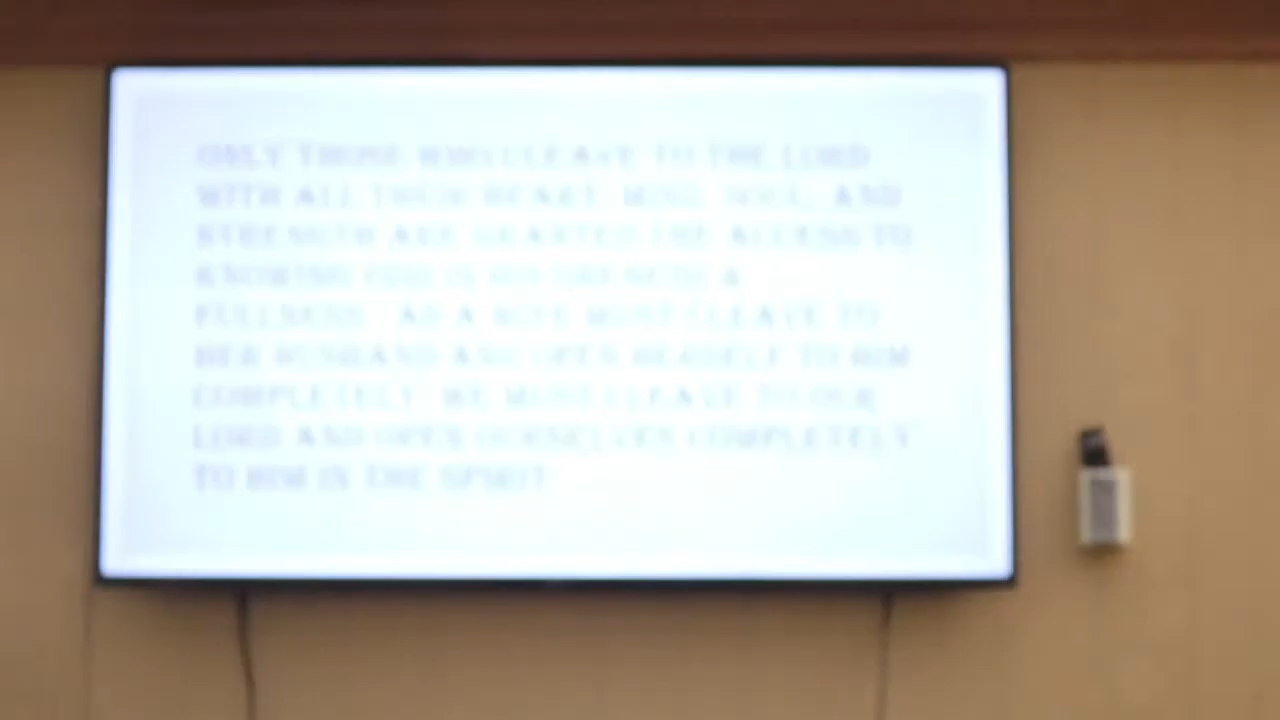 ONLY THOSE WHO CLEAVE TO THE LORD
WITH ALL THEIR HEART, MIND, SOUL, AND
STRENGTH ARE GRANTED THE ACCESS TO
KNOWING GOD IS
FULLNESS. AS A WIFE MUST CLEAVE TO
HER HUSBAND AND OPEN HERSELF TO HIM
COMPLETELY, WE MUST CLEAVE TO OUR
LORD AND OPEN OURSELVES COMPLETELY
TO HIM IS THE SPIRIT